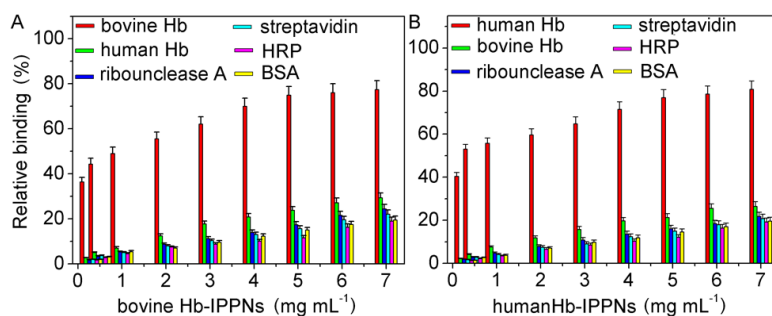 A
bovine Hb
human Hb
ribounclease A
streptavidin
HRP
BSA
Relative binding (%)
100
80
60
40
20
0
0 1 2 3 4 5 6 7
bovine Hb-IPPNs (mg mL⁻¹)
B
human Hb
bovine Hb
ribounclease A
streptavidin
HRP
BSA
100
80
60
40
20
0
0 1 2 3 4 5 6 7
humanHb-IPPNs (mg mL⁻¹)